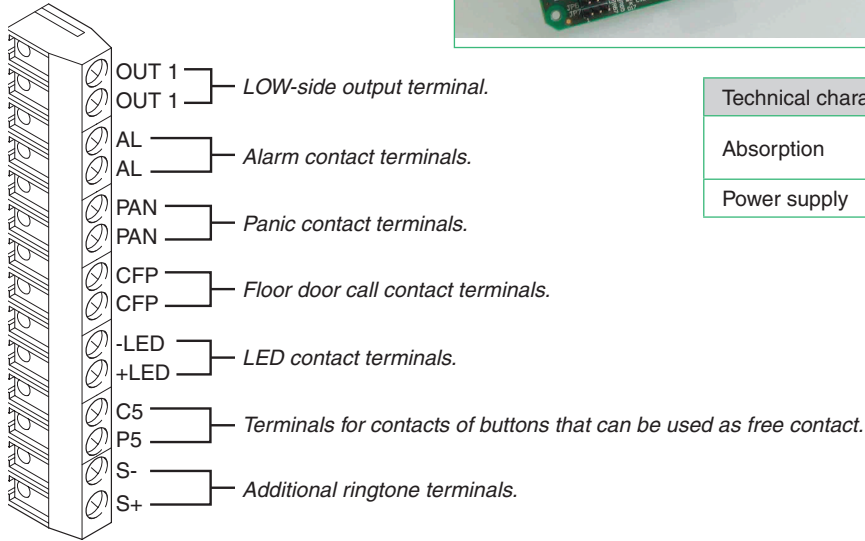 OUT 1
OUT 1
LOW-side output terminal.
AL
AL
Alarm contact terminals.
PAN
PAN
Panic contact terminals.
CFP
CFP
Floor door call contact terminals.
-LED
+LED
LED contact terminals.
C5
P5
Terminals for contacts of buttons that can be used as free contact.
S-
S+
Additional ringtone terminals.
Technical chara
Absorption
Power supply